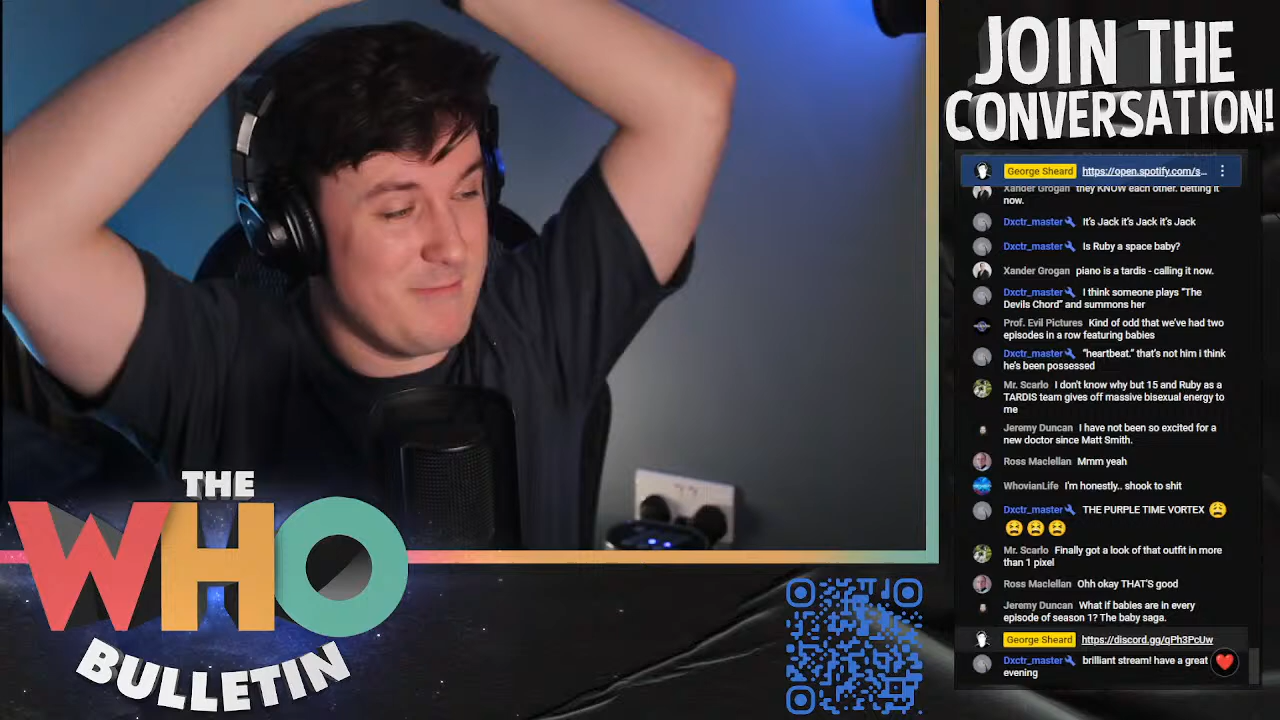 JOIN THE
CONVERSATION!
George Sheard https://open.spotify.com/s...
Xander Grogan they KNOW each other. betting it
now.
Dxctr_master It's Jack it's Jack it's Jack
Dxctr_master Is Ruby a space baby?
Xander Grogan piano is a tardis - calling it now.
Dxctr_master I think someone plays "The
Devils Chord" and summons her
Prof. Evil Pictures Kind of odd that we've had two
episodes in a row featuring babies
Dxctr_master "heartbeat." that's not him i think
he's been possessed
Mr. Scarlo I don't know why but 15 and Ruby as a
TARDIS team gives off massive bisexual energy to
me
Jeremy Duncan I have not been so excited for a
new doctor since Matt Smith.
Ross Maclellan Mmm yeah
WhovianLife I'm honestly.. shook to shit
Dxctr_master THE PURPLE TIME VORTEX 😩
😫 😫 😫
Mr. Scarlo Finally got a look of that outfit in more
than 1 pixel
Ross Maclellan Ohh okay THAT'S good
Jeremy Duncan What if babies are in every
episode of season 1? The baby saga.
George Sheard https://discord.gg/qPh3PcUw
Dxctr_master brilliant stream! have a great
evening
THE
WHO
BULLETIN